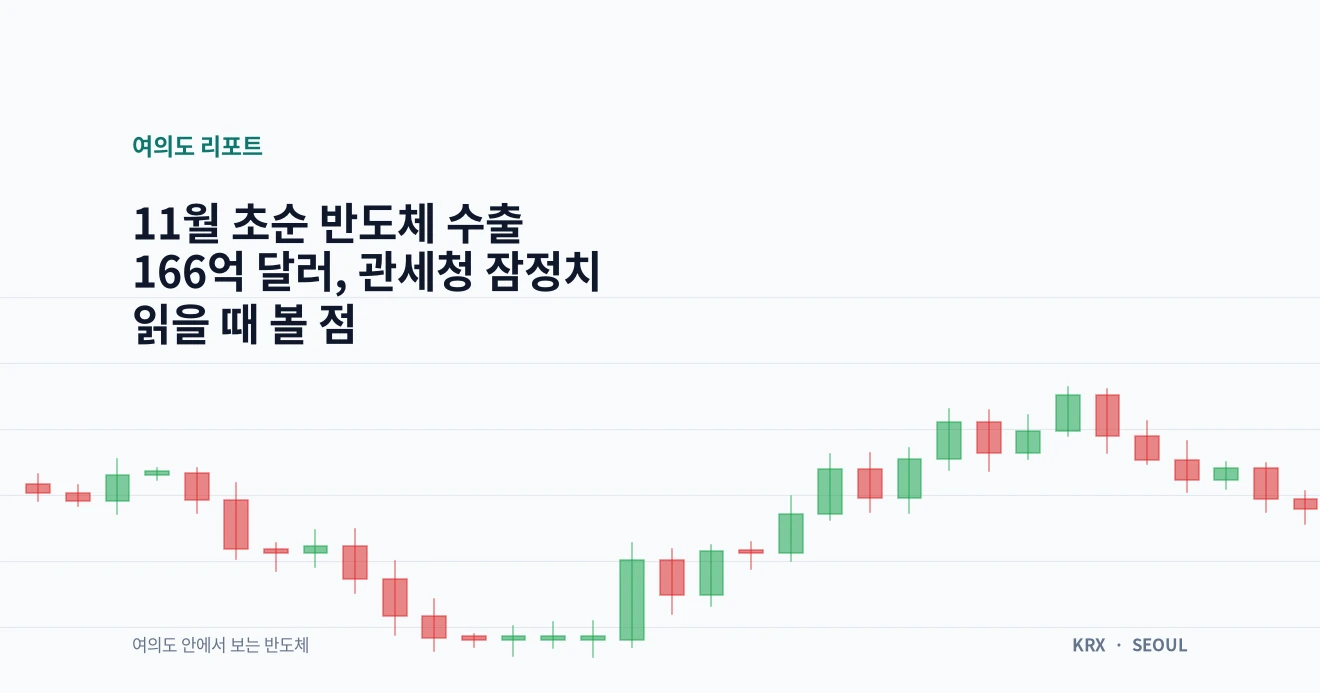 여의도 리포트
11월 초순 반도체 수출
166억 달러, 관세청 잠정치
읽을 때 볼 점
여의도 안에서 보는 반도체
KRX · SEOUL